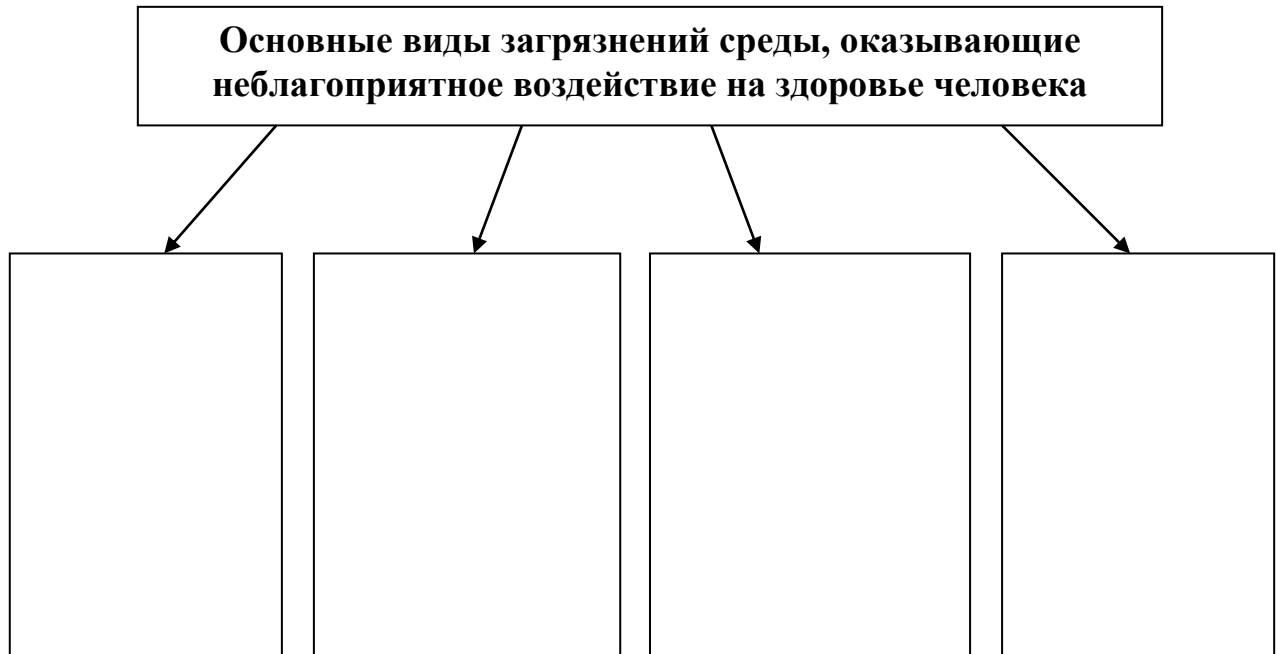 Основные виды загрязнений среды, оказывающие
неблагоприятное воздействие на здоровье человека